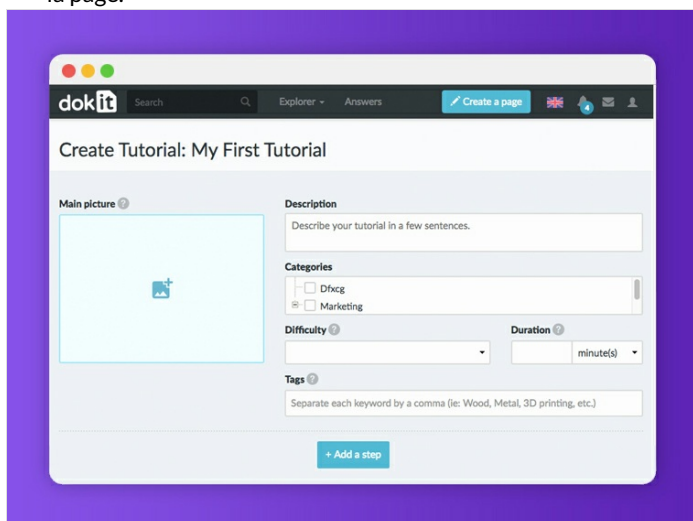 la page.
dokit
Search
Explorer
Answers
Create a page
4
Create Tutorial: My First Tutorial
Main picture ?
Description
Describe your tutorial in a few sentences.
Categories
Dfxcg
Marketing
Difficulty ?
Duration ?
minute(s)
Tags ?
Separate each keyword by a comma (ie: Wood, Metal, 3D printing, etc.)
+ Add a step